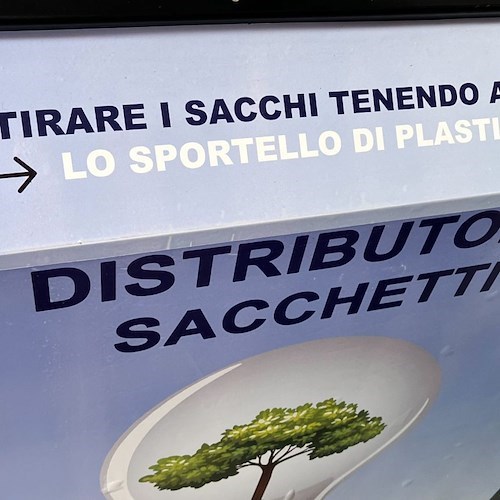 TIRARE I SACCHI TENENDO A
LO SPORTELLO DI PLASTI
DISTRIBUTO
SACCHETTI